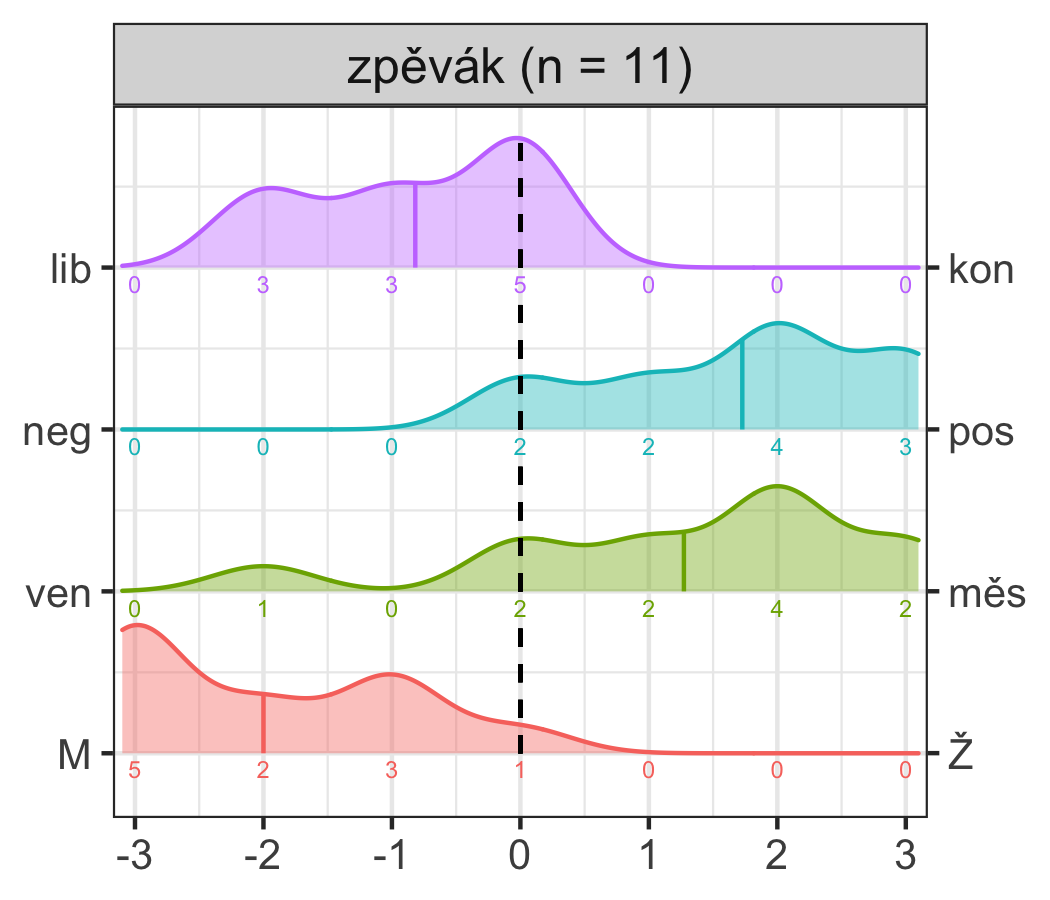 zpěvák (n = 11)
lib kon
0 3 3 5 0 0 0
neg pos
0 0 0 2 2 4 3
ven měs
0 1 0 2 2 4 2
M Ž
5 2 3 1 0 0 0
-3 -2 -1 0 1 2 3